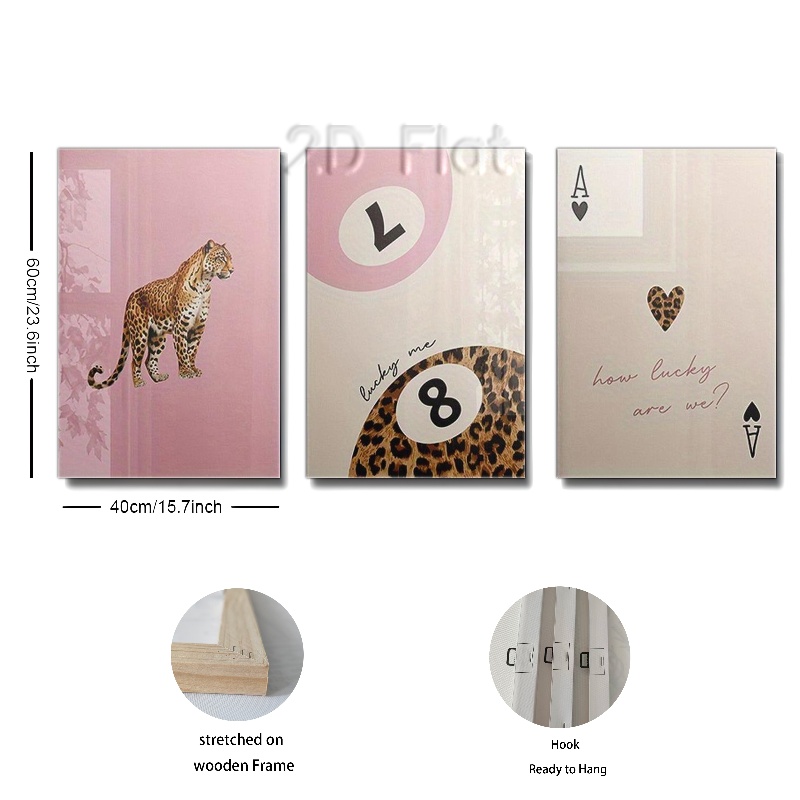 2D Flat
60cm/23.6inch
40cm/15.7inch
7
lucky me
8
A
how lucky
are we?
A
stretched on
wooden Frame
Hook
Ready to Hang